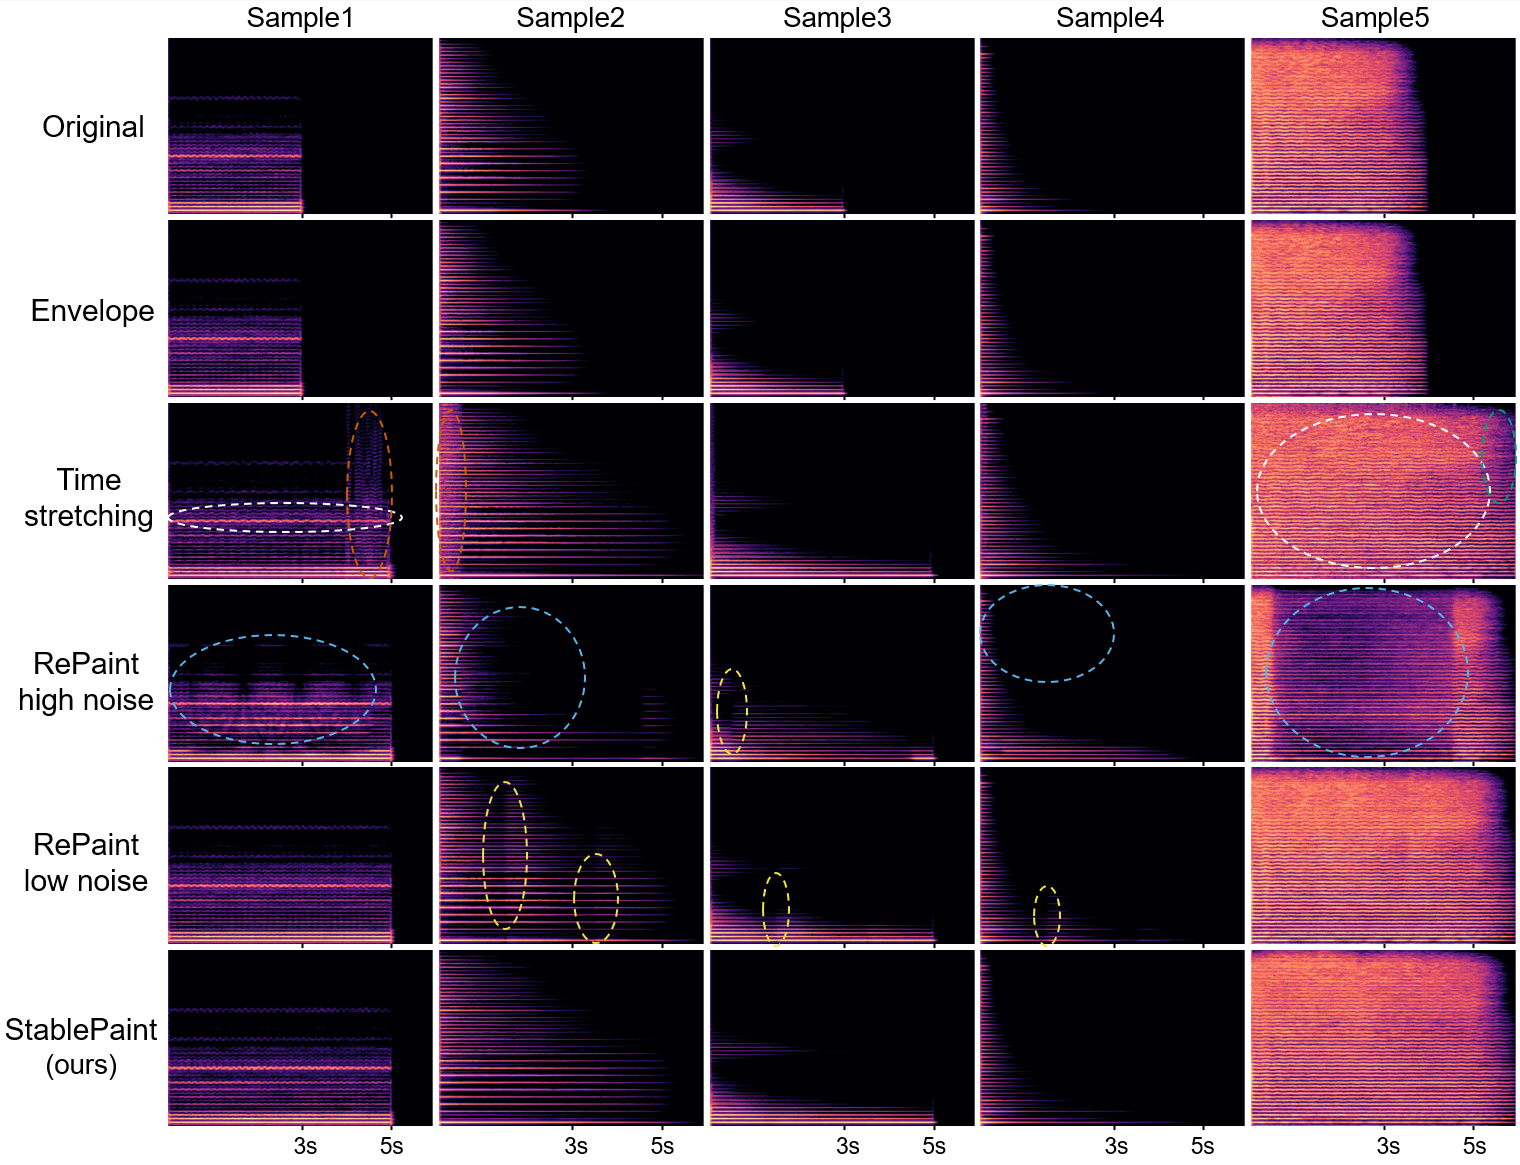 Sample1 Sample2 Sample3 Sample4 Sample5
Original
Envelope
Time
stretching
RePaint
high noise
RePaint
low noise
StablePaint
(ours)
3s 5s 3s 5s 3s 5s 3s 5s 3s 5s